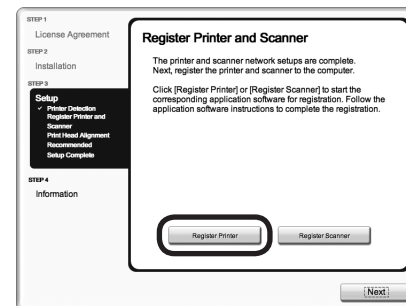 STEP 1
License Agreement
STEP 2
Installation
STEP 3
Setup
✓ Printer Detection
Register Printer and
Scanner
Print Head Alignment
Recommended
Setup Complete
STEP 4
Information
Register Printer and Scanner
The printer and scanner network setups are complete.
Next, register the printer and scanner to the computer.
Click [Register Printer] or [Register Scanner] to start the
corresponding application software for registration. Follow the
application software instructions to complete the registration.
Register Printer
Register Scanner
Next